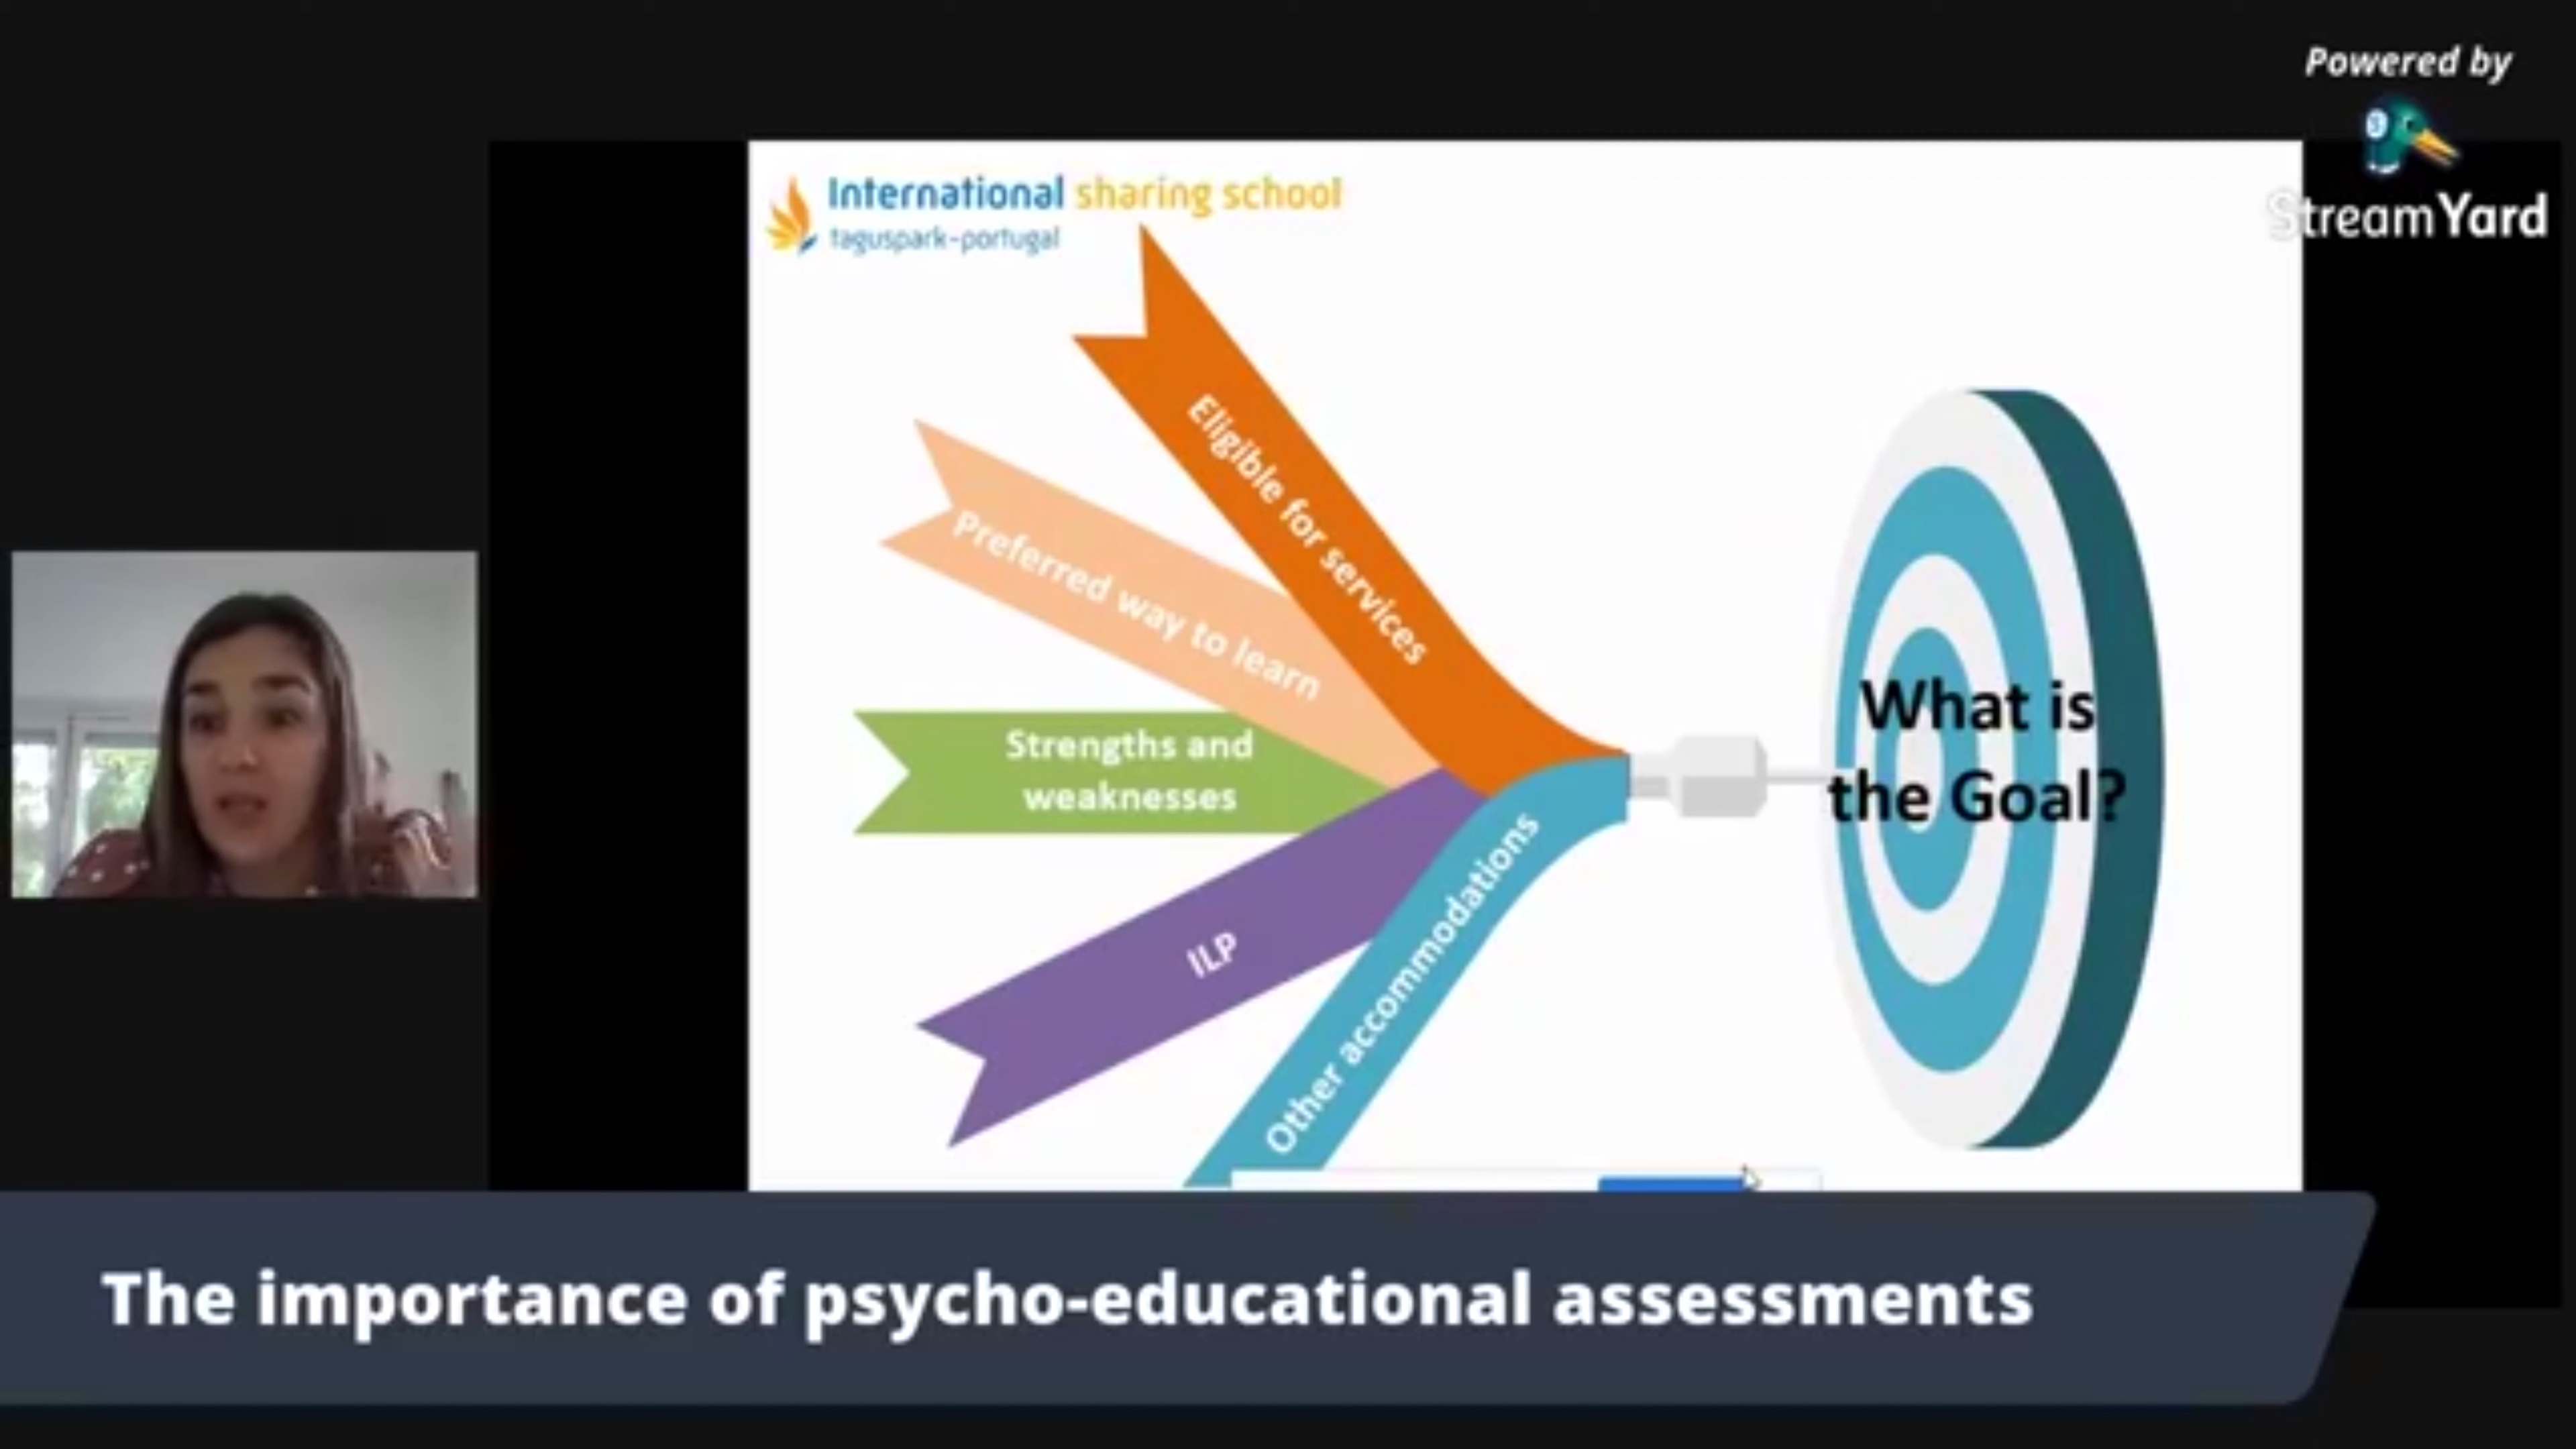 Powered by
StreamYard
International sharing school
taguspark-portugal
Eligible for services
Preferred way to learn
Strengths and
weaknesses
ILP
Other accommodations
What is
the Goal?
The importance of psycho-educational assessments